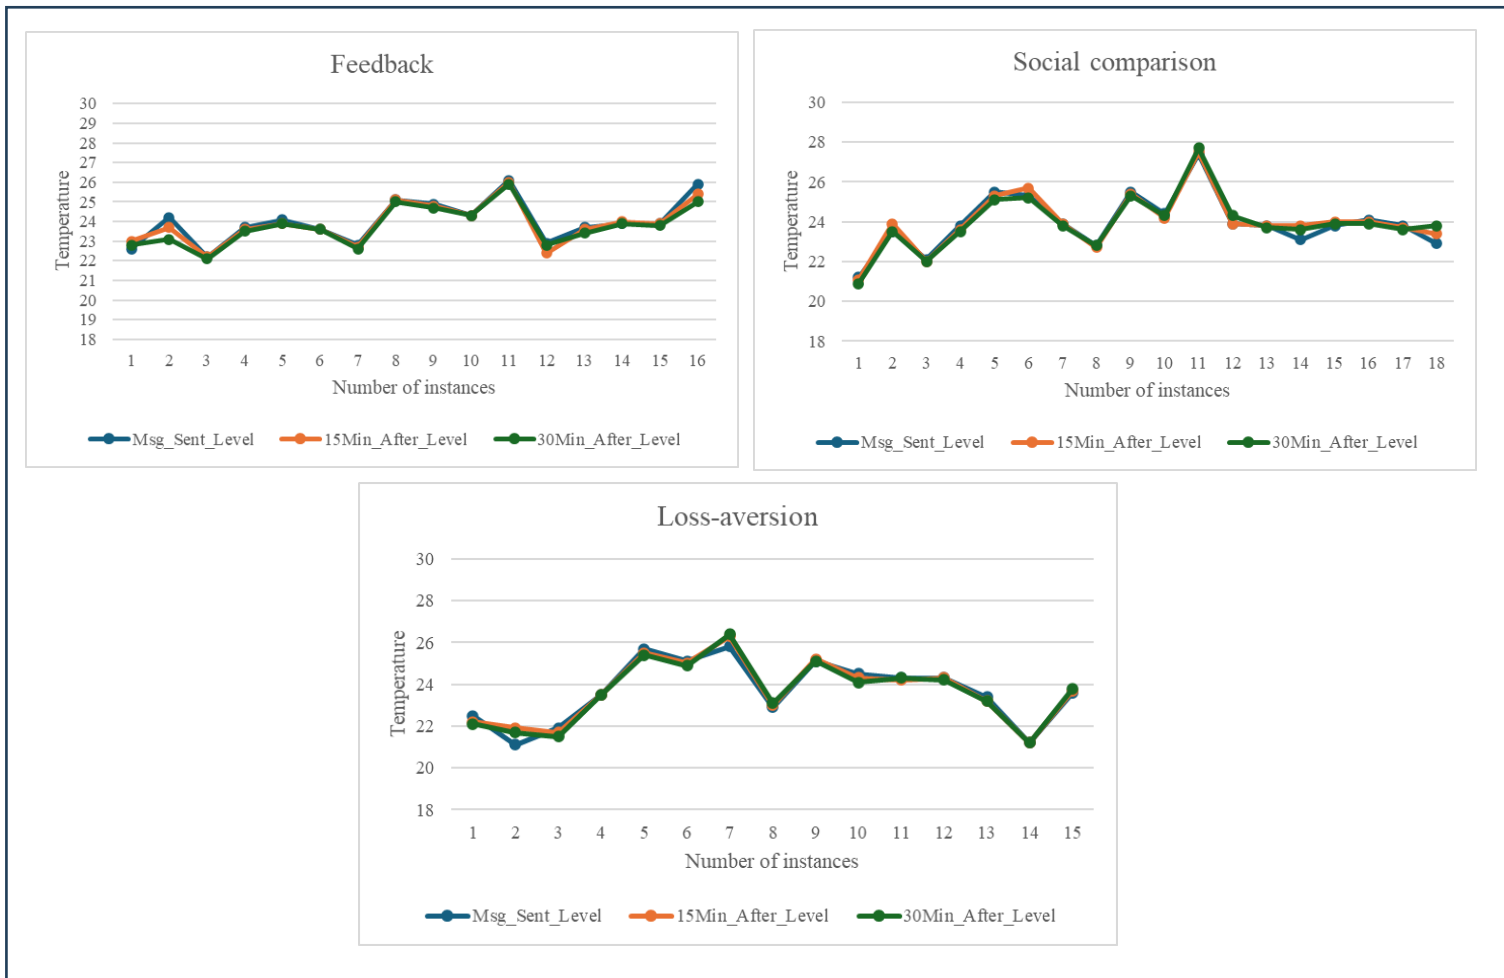 Feedback
Temperature
30
29
28
27
26
25
24
23
22
21
20
19
18
1 2 3 4 5 6 7 8 9 10 11 12 13 14 15 16
Number of instances
Msg_Sent_Level 15Min_After_Level 30Min_After_Level
Social comparison
Temperature
30
28
26
24
22
20
18
1 2 3 4 5 6 7 8 9 10 11 12 13 14 15 16 17 18
Number of instances
Msg_Sent_Level 15Min_After_Level 30Min_After_Level
Loss-aversion
Temperature
30
28
26
24
22
20
18
1 2 3 4 5 6 7 8 9 10 11 12 13 14 15
Number of instances
Msg_Sent_Level 15Min_After_Level 30Min_After_Level